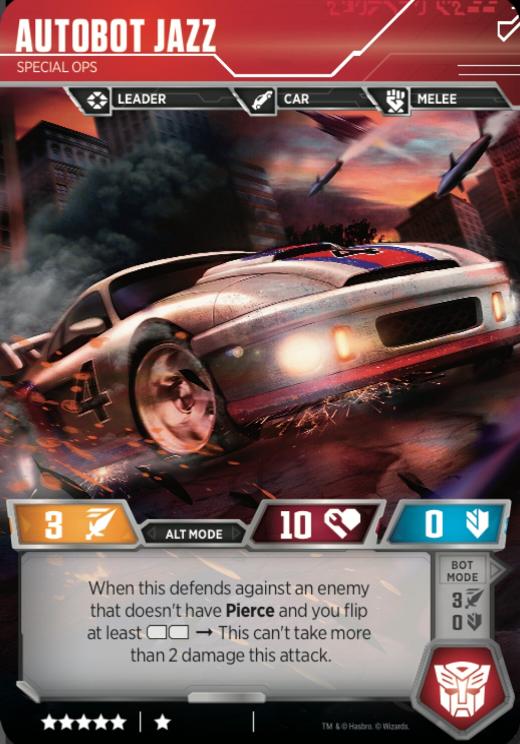 AUTOBOT JAZZ
SPECIAL OPS
LEADER CAR MELEE
4
4
3 ALT MODE 10 0
When this defends against an enemy
that doesn't have Pierce and you flip
at least → This can't take more
than 2 damage this attack.
BOT
MODE
3
0
★★★★★ | ★ |
TM & © Hasbro. © Wizards.